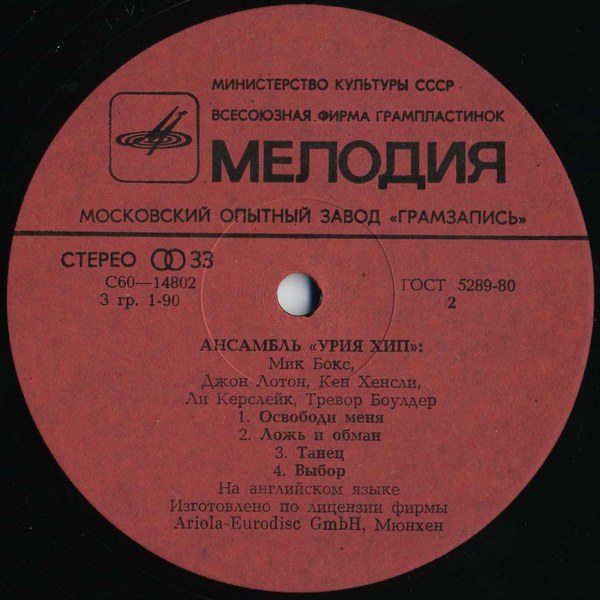 МИНИСТЕРСТВО КУЛЬТУРЫ СССР
ВСЕСОЮЗНАЯ ФИРМА ГРАМПЛАСТИНОК
МЕЛОДИЯ
МОСКОВСКИЙ ОПЫТНЫЙ ЗАВОД «ГРАМЗАПИСЬ»
СТЕРЕО 33
С60—14802
3 гр. 1-90
ГОСТ 5289-80
2
АНСАМБЛЬ «УРИЯ ХИП»:
Мик Бокс,
Джон Лотон, Кен Хенсли,
Ли Керслейк, Тревор Боулдер
1. Освободи меня
2. Ложь и обман
3. Танец
4. Выбор
На английском языке
Изготовлено по лицензии фирмы
Ariola-Eurodisc GmbH, Мюнхен